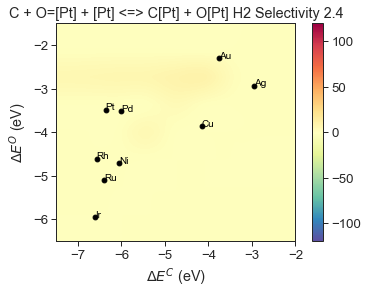 C + O=[Pt] + [Pt] <=> C[Pt] + O[Pt] H2 Selectivity 2.4
−2
−3
−4
−5
−6
ΔE^O (eV)
Au
Ag
Pt
Pd
Cu
Rh
Ni
Ru
Ir
−7
−6
−5
−4
−3
−2
ΔE^C (eV)
100
50
0
−50
−100